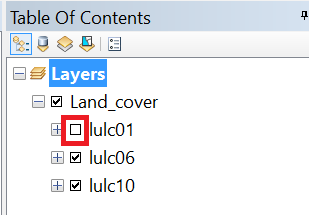 Table Of Contents
Layers
Land_cover
lulc01
lulc06
lulc10